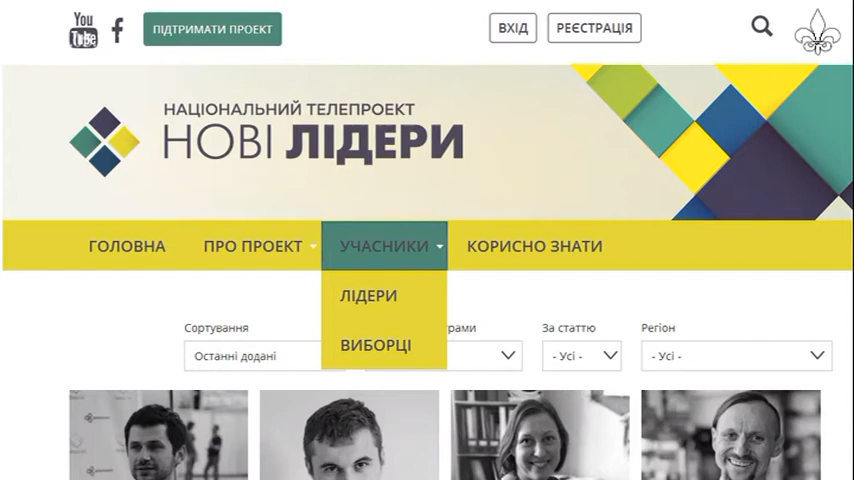 You
Tube
ПІДТРИМАТИ ПРОЕКТ
ВХІД
РЕЄСТРАЦІЯ
НАЦІОНАЛЬНИЙ ТЕЛЕПРОЕКТ
НОВІ ЛІДЕРИ
ГОЛОВНА
ПРО ПРОЕКТ
УЧАСНИКИ
КОРИСНО ЗНАТИ
ЛІДЕРИ
ВИБОРЦІ
Сортування
За статтю
Регіон
Останні додані
- Усі -
- Усі -